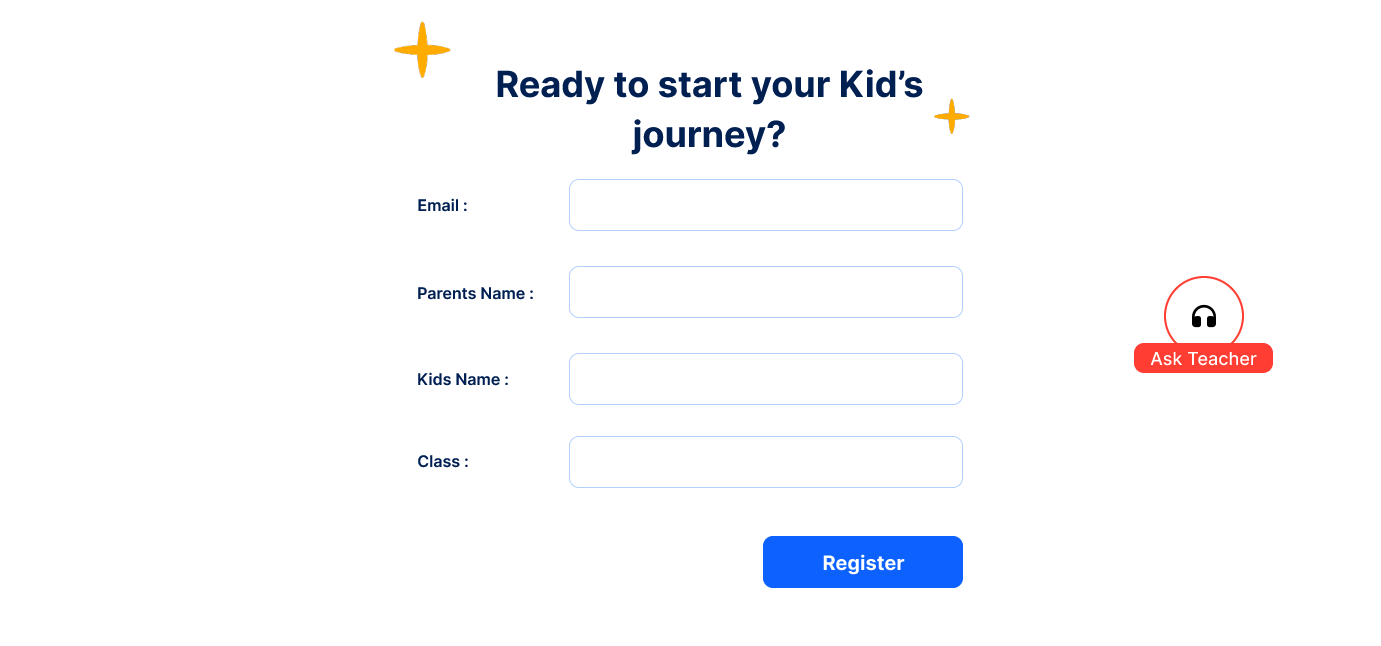 Ready to start your Kid’s
journey?
Email :
Parents Name :
Kids Name :
Class :
Register
Ask Teacher